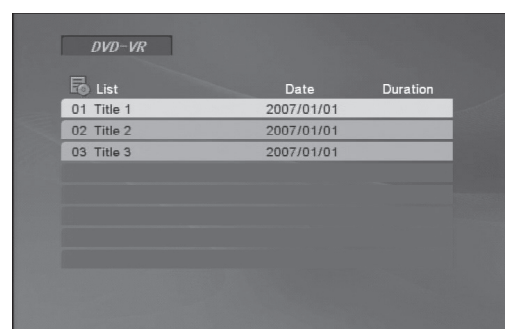 DVD-VR
List Date Duration
01 Title 1 2007/01/01
02 Title 2 2007/01/01
03 Title 3 2007/01/01